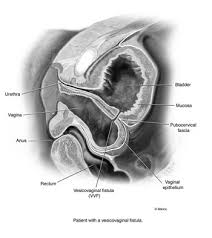 Bladder
Urethra
Mucosa
Vagina
Pubocervical
fascia
Anus
Vaginal
epithelium
Rectum
Vesicovaginal fistula
(VVF)
Patient with a vesicovaginal fistula,